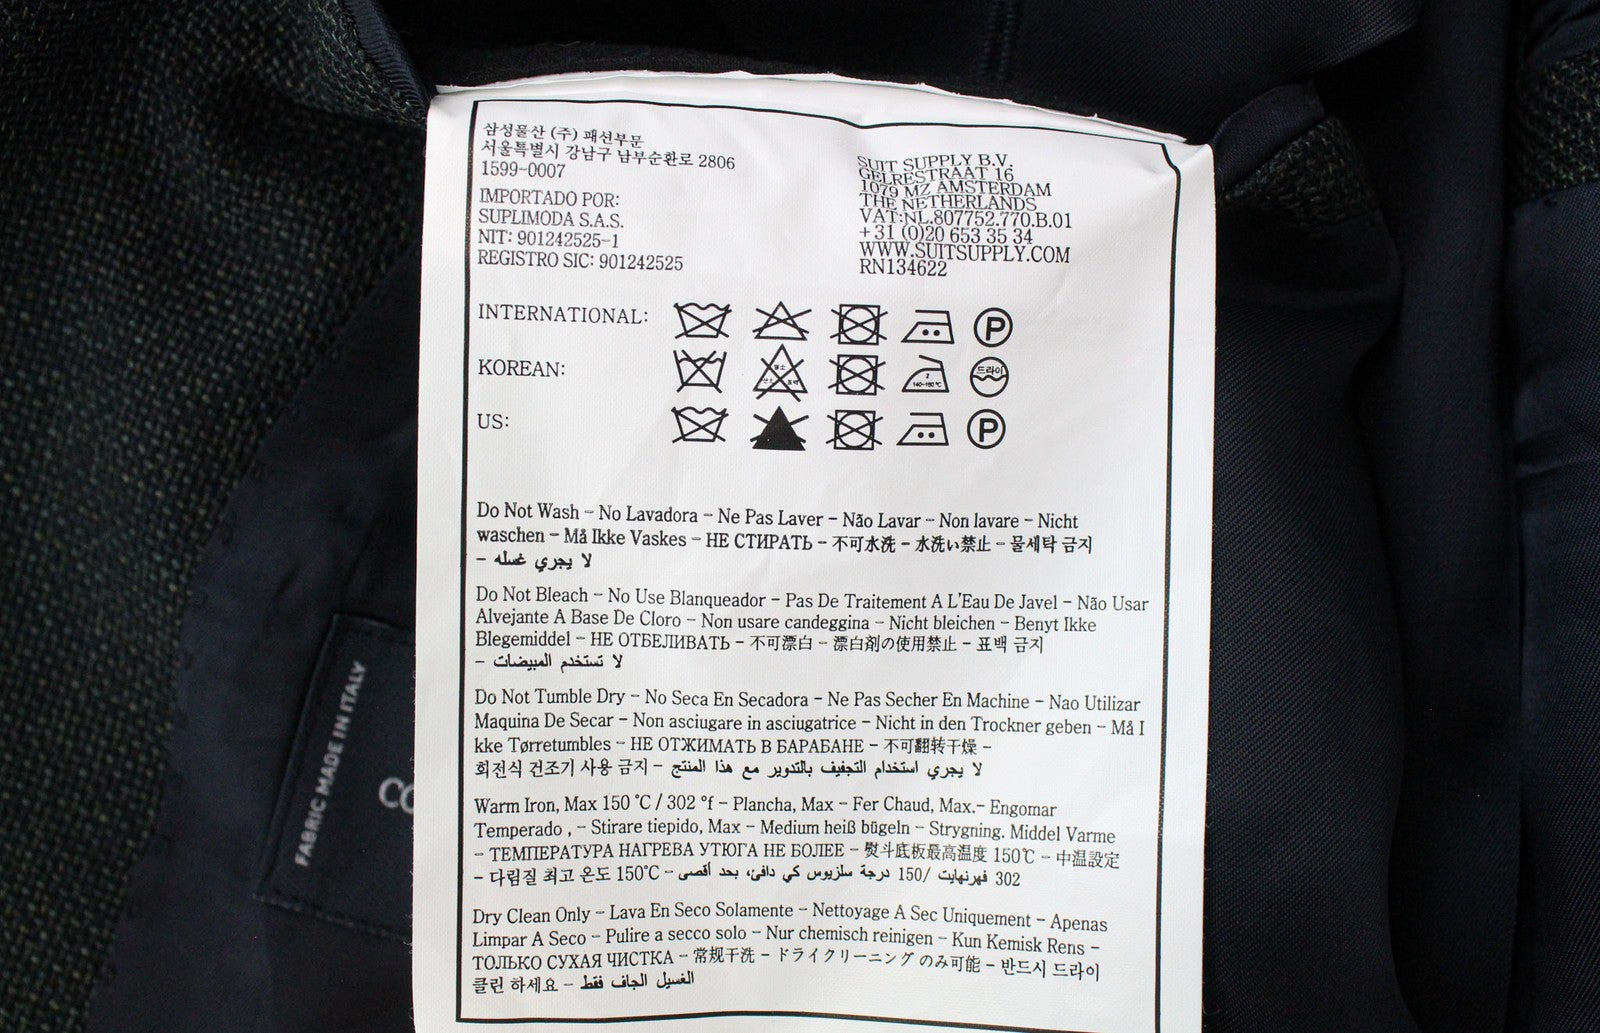 삼성물산 (주) 패션부문
서울특별시 강남구 남부순환로 2806
1599-0007
IMPORTADO POR:
SUPLIMODA S.A.S.
NIT: 901242525-1
REGISTRO SIC: 901242525
SUIT SUPPLY B.V.
GELRESTRAAT 16
1079 MZ AMSTERDAM
THE NETHERLANDS
VAT:NL.807752.770.B.01
+31 (0)20 653 35 34
WWW.SUITSUPPLY.COM
RN134622
INTERNATIONAL:
P
KOREAN:
2
140-160℃
드라이
US:
P
Do Not Wash - No Lavadora - Ne Pas Laver - Não Lavar - Non lavare - Nicht
waschen - Må Ikke Vaskes - НЕ СТИРАТЬ - 不可水洗 - 水洗い禁止 - 물세탁 금지
- لا يجري غسله
Do Not Bleach - No Use Blanqueador - Pas De Traitement A L'Eau De Javel - Não Usar
Alvejante A Base De Cloro - Non usare candeggina - Nicht bleichen - Benyt Ikke
Blegemiddel - НЕ ОТБЕЛИВАТЬ - 不可漂白 - 漂白剤の使用禁止 - 표백 금지
- لا تستخدم المبيضات
Do Not Tumble Dry - No Seca En Secadora - Ne Pas Secher En Machine - Nao Utilizar
Maquina De Secar - Non asciugare in asciugatrice - Nicht in den Trockner geben - Må I
kke Tørretumbles - НЕ ОТЖИМАТЬ В БАРАБАНЕ - 不可翻转干燥 -
회전식 건조기 사용 금지 - لا يجري استخدام التجفيف بالتدوير مع هذا المنتج
Warm Iron, Max 150 °C / 302 °f - Plancha, Max - Fer Chaud, Max.- Engomar
Temperado , - Stirare tiepido, Max - Medium heiß bügeln - Strygning. Middel Varme
- ТЕМПЕРАТУРА НАГРЕВА УТЮГА НЕ БОЛЕЕ - 熨斗底板最高温度 150℃ - 中温設定
- 다림질 최고 온도 150℃ - 302 فهرنهايت /150 درجة سلزيوس كي دافئ، بحد أقصى
Dry Clean Only - Lava En Seco Solamente - Nettoyage A Sec Uniquement - Apenas
Limpar A Seco - Pulire a secco solo - Nur chemisch reinigen - Kun Kemisk Rens -
ТОЛЬКО СУХАЯ ЧИСТКА - 常规干洗 - ドライクリーニング のみ可能 - 반드시 드라이
클린 하세요 - الغسيل الجاف فقط
FABRIC MADE IN ITALY